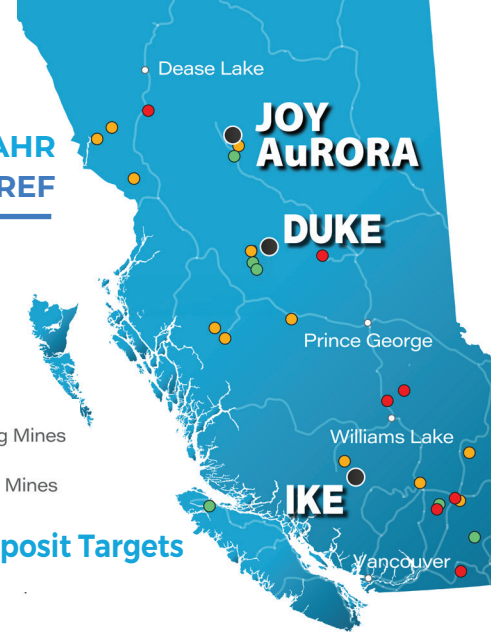 Dease Lake
JOY
AuRORA
AHR
REF
DUKE
Prince George
g Mines
Williams Lake
Mines
IKE
posit Targets
Vancouver